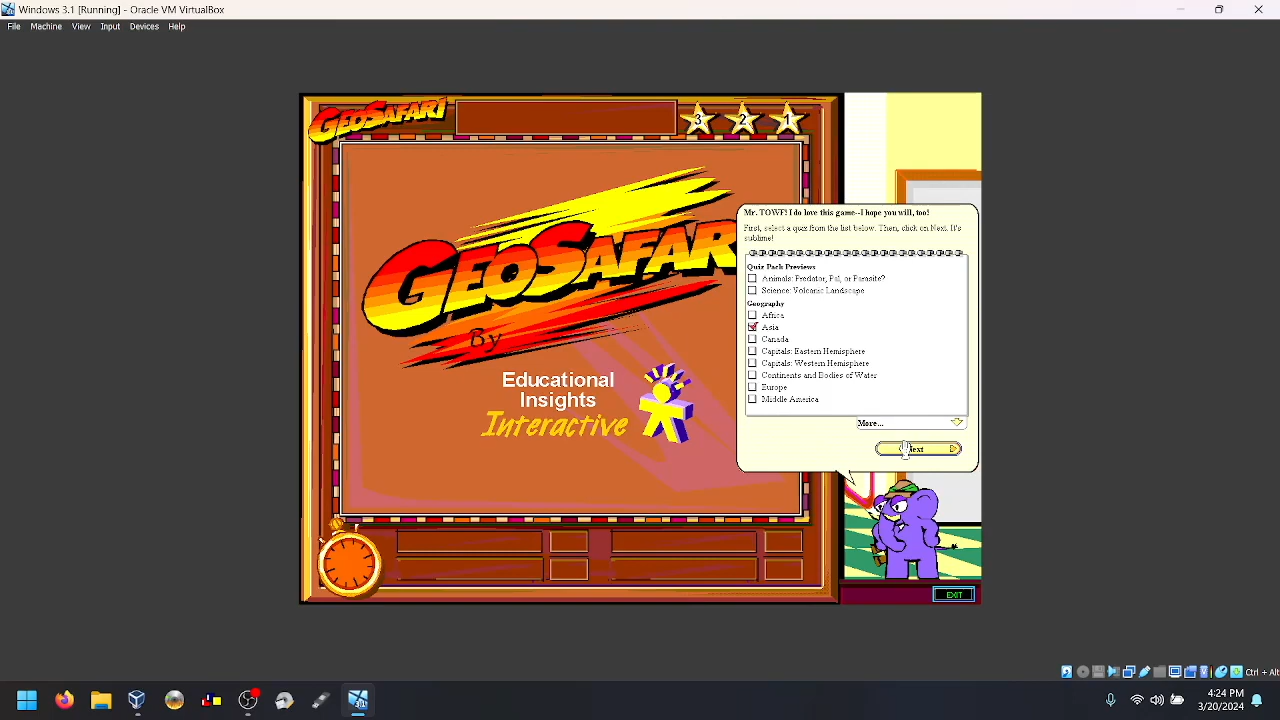 Windows 3.1 [Running] - Oracle VM VirtualBox
File Machine View Input Devices Help
GEOSAFARI
3 2 1
GEOSAFARI
By
Educational
Insights
Interactive
Mr. TOWF! I do love this game--I hope you will, too!
First, select a quiz from the list below. Then, click on Next. It's
sublime!
Quiz Pack Previews
Animals: Predator, Pal, or Parasite?
Science: Volcanic Landscape
Geography
Africa
Asia
Canada
Capitals: Eastern Hemisphere
Capitals: Western Hemisphere
Continents and Bodies of Water
Europe
Middle America
More...
Next
EXIT
Ctrl + Alt
4:24 PM
3/20/2024